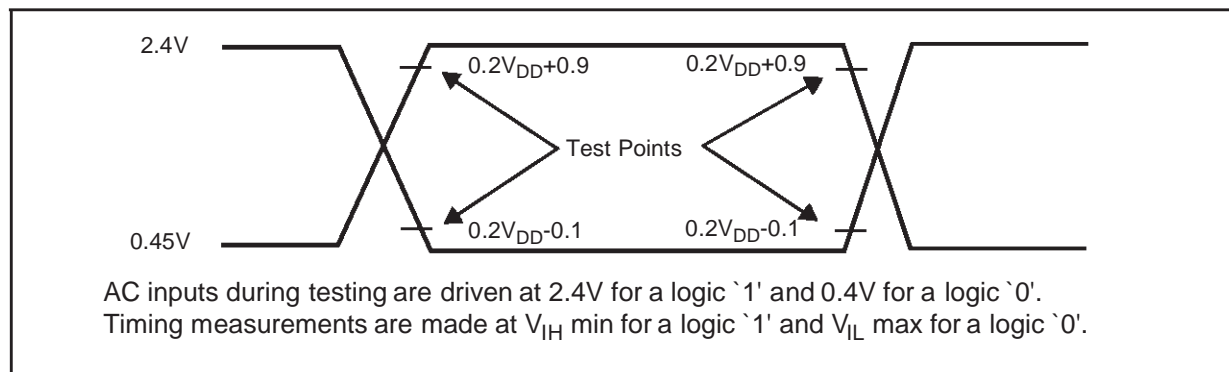 2.4V
0.2VDD+0.9 0.2VDD+0.9
Test Points
0.45V 0.2VDD-0.1 0.2VDD-0.1
AC inputs during testing are driven at 2.4V for a logic `1' and 0.4V for a logic `0'.
Timing measurements are made at VIH min for a logic `1' and VIL max for a logic `0'.